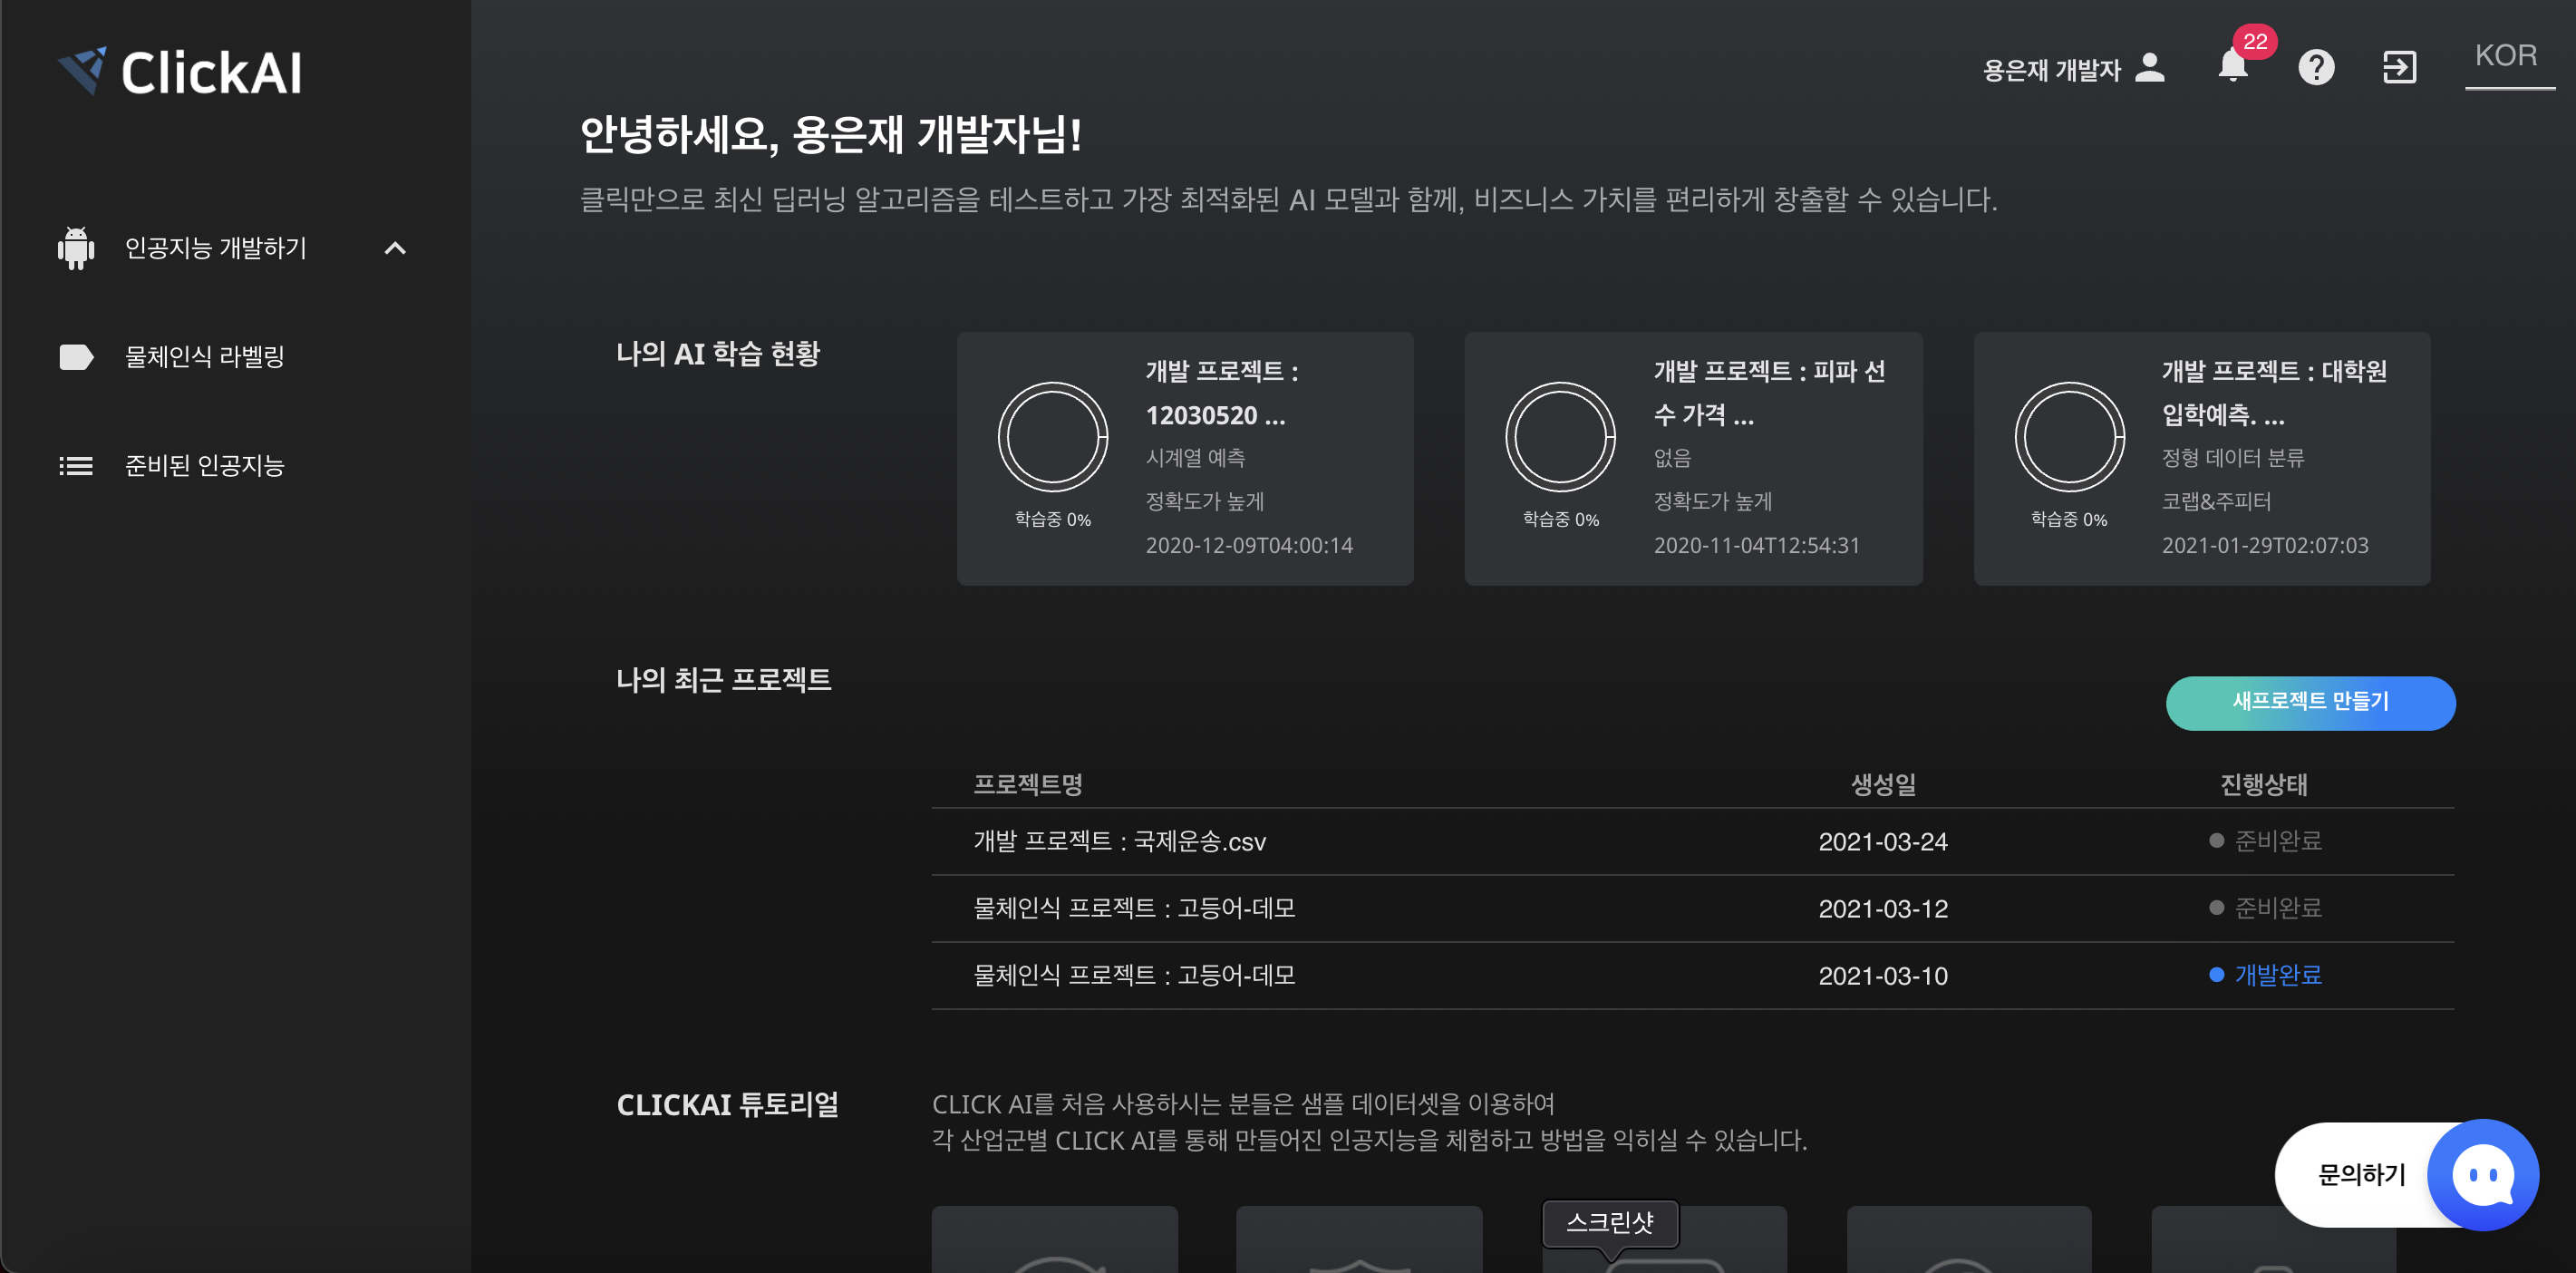 ClickAI
용은재 개발자
22
KOR
안녕하세요, 용은재 개발자님!
클릭만으로 최신 딥러닝 알고리즘을 테스트하고 가장 최적화된 AI 모델과 함께, 비즈니스 가치를 편리하게 창출할 수 있습니다.
인공지능 개발하기
물체인식 라벨링
준비된 인공지능
나의 AI 학습 현황
개발 프로젝트 :
12030520 ...
시계열 예측
정확도가 높게
2020-12-09T04:00:14
학습중 0%
개발 프로젝트 : 피파 선
수 가격 ...
없음
정확도가 높게
2020-11-04T12:54:31
학습중 0%
개발 프로젝트 : 대학원
입학예측. ...
정형 데이터 분류
코랩&주피터
2021-01-29T02:07:03
학습중 0%
나의 최근 프로젝트
새프로젝트 만들기
프로젝트명 생성일 진행상태
개발 프로젝트 : 국제운송.csv 2021-03-24 준비완료
물체인식 프로젝트 : 고등어-데모 2021-03-12 준비완료
물체인식 프로젝트 : 고등어-데모 2021-03-10 개발완료
CLICKAI 튜토리얼
CLICK AI를 처음 사용하시는 분들은 샘플 데이터셋을 이용하여
각 산업군별 CLICK AI를 통해 만들어진 인공지능을 체험하고 방법을 익히실 수 있습니다.
문의하기
스크린샷